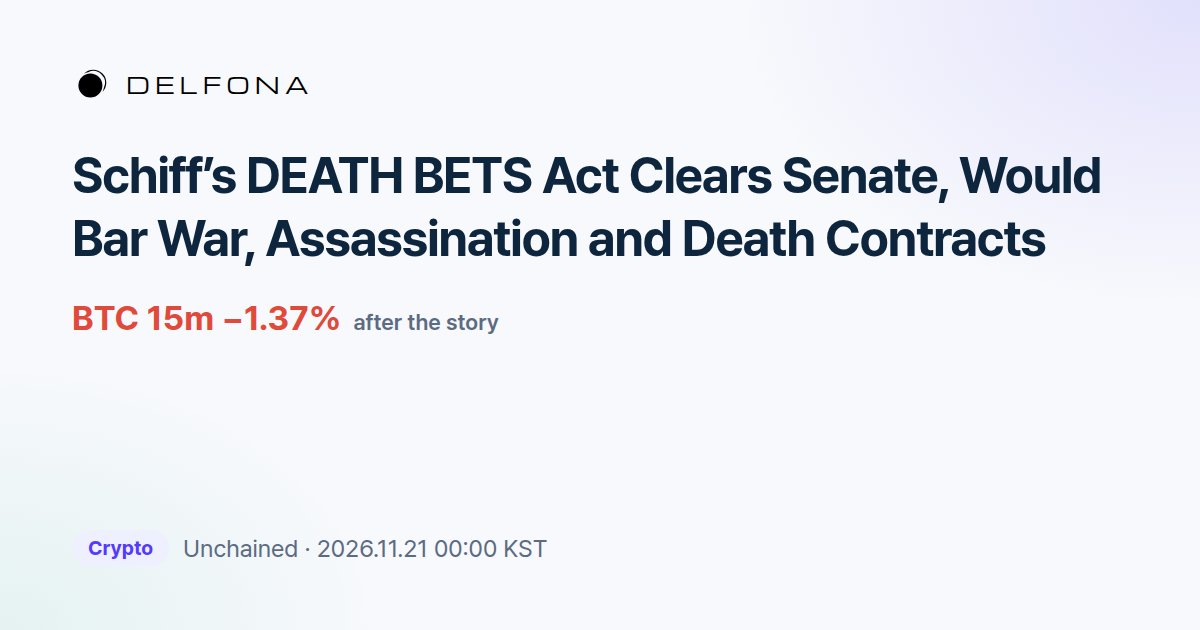 DELFONA
Schiff’s DEATH BETS Act Clears Senate, Would
Bar War, Assassination and Death Contracts
BTC 15m −1.37% after the story
Crypto Unchained · 2026.11.21 00:00 KST